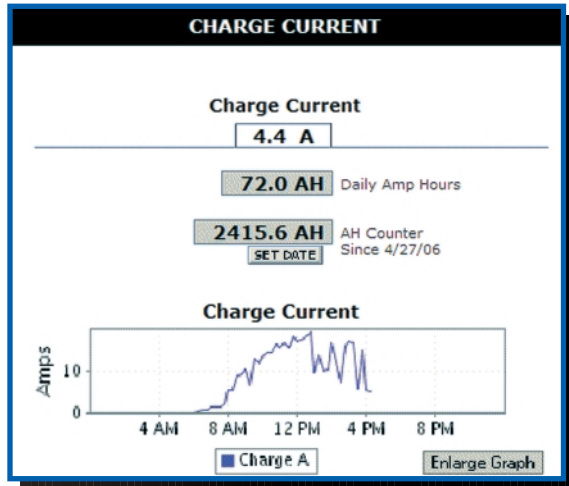 CHARGE CURRENT
Charge Current
4.4 A
72.0 AH Daily Amp Hours
2415.6 AH AH Counter
SET DATE Since 4/27/06
Charge Current
Amps
10
0
4 AM 8 AM 12 PM 4 PM 8 PM
Charge A
Enlarge Graph